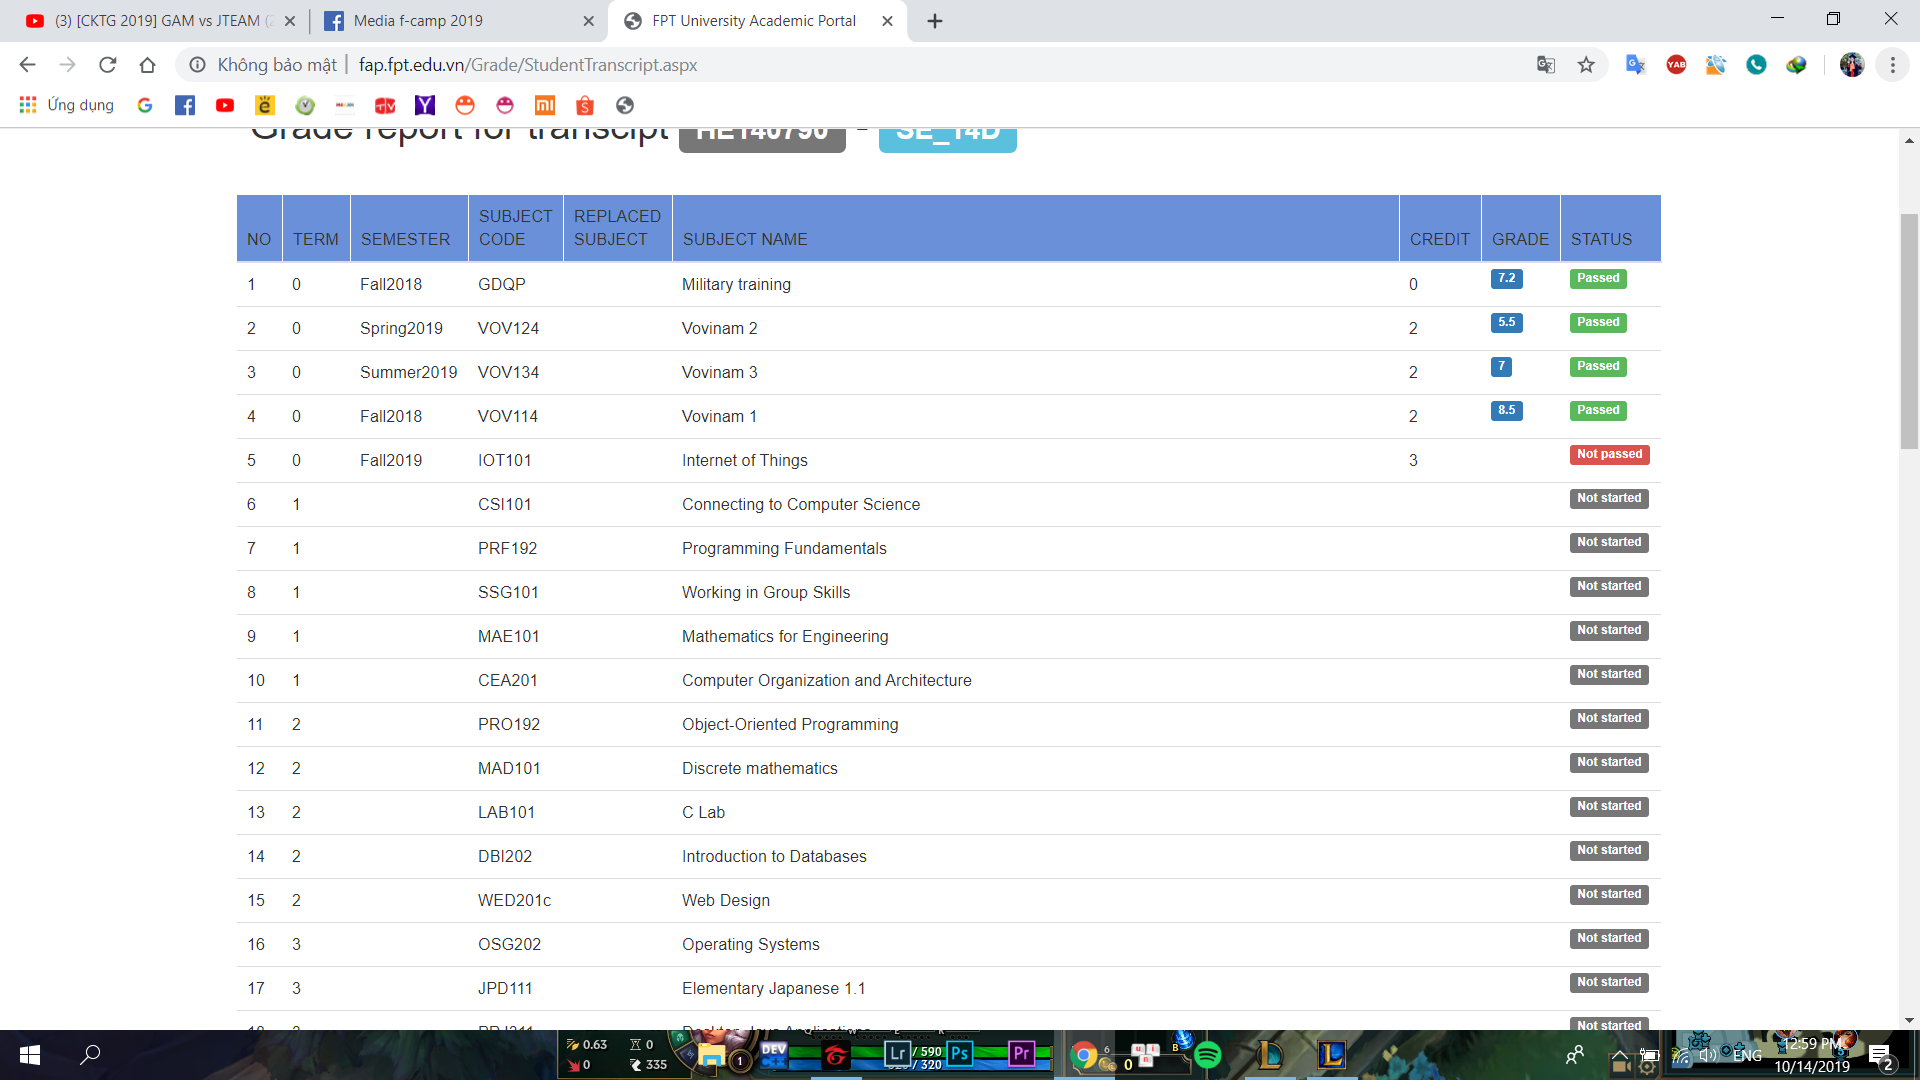 (3) [CKTG 2019] GAM vs JTEAM
Media f-camp 2019
FPT University Academic Portal
Không bảo mật
fap.fpt.edu.vn/Grade/StudentTranscript.aspx
YAB
Ứng dụng
Grade report for transcipt HE140790 - SE_14D
NO TERM SEMESTER SUBJECT CODE REPLACED SUBJECT SUBJECT NAME CREDIT GRADE STATUS
1 0 Fall2018 GDQP Military training 0 7.2 Passed
2 0 Spring2019 VOV124 Vovinam 2 2 5.5 Passed
3 0 Summer2019 VOV134 Vovinam 3 2 7 Passed
4 0 Fall2018 VOV114 Vovinam 1 2 8.5 Passed
5 0 Fall2019 IOT101 Internet of Things 3 Not passed
6 1 CSI101 Connecting to Computer Science Not started
7 1 PRF192 Programming Fundamentals Not started
8 1 SSG101 Working in Group Skills Not started
9 1 MAE101 Mathematics for Engineering Not started
10 1 CEA201 Computer Organization and Architecture Not started
11 2 PRO192 Object-Oriented Programming Not started
12 2 MAD101 Discrete mathematics Not started
13 2 LAB101 C Lab Not started
14 2 DBI202 Introduction to Databases Not started
15 2 WED201c Web Design Not started
16 3 OSG202 Operating Systems Not started
17 3 JPD111 Elementary Japanese 1.1 Not started
Not started
0.63 0
0 335
1
DEV
Lr / 590 Ps Pr
/ 320
6
0
B
ENG
12:59 PM
10/14/2019
2